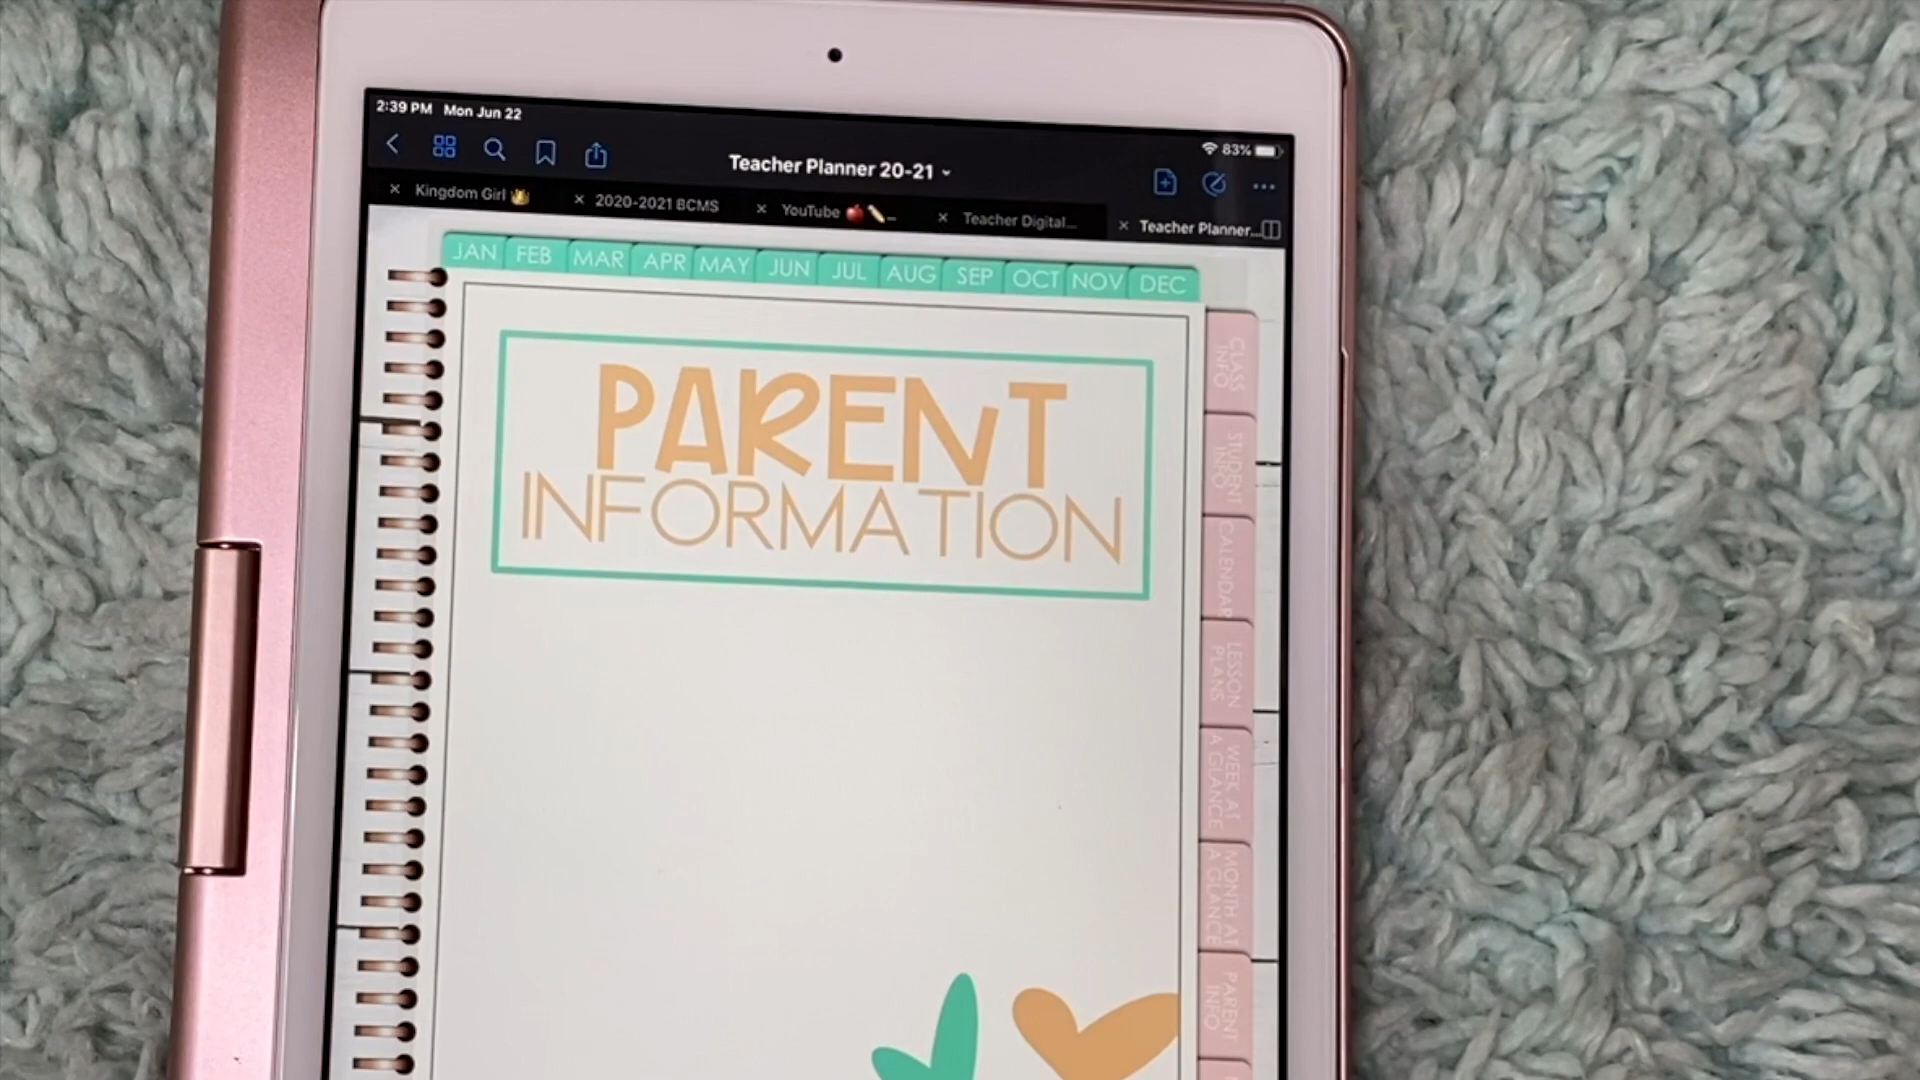 2:39 PM Mon Jun 22
83%
Teacher Planner 20-21
Kingdom Girl
2020-2021 BCMS
YouTube
Teacher Digital...
Teacher Planner...
JAN FEB MAR APR MAY JUN JUL AUG SEP OCT NOV DEC
PARENT
INFORMATION
CLASS
INFO
STUDENT
INFO
CALENDAR
LESSON
PLANS
WEEK AT
A GLANCE
MONTH AT
A GLANCE
PARENT
INFO